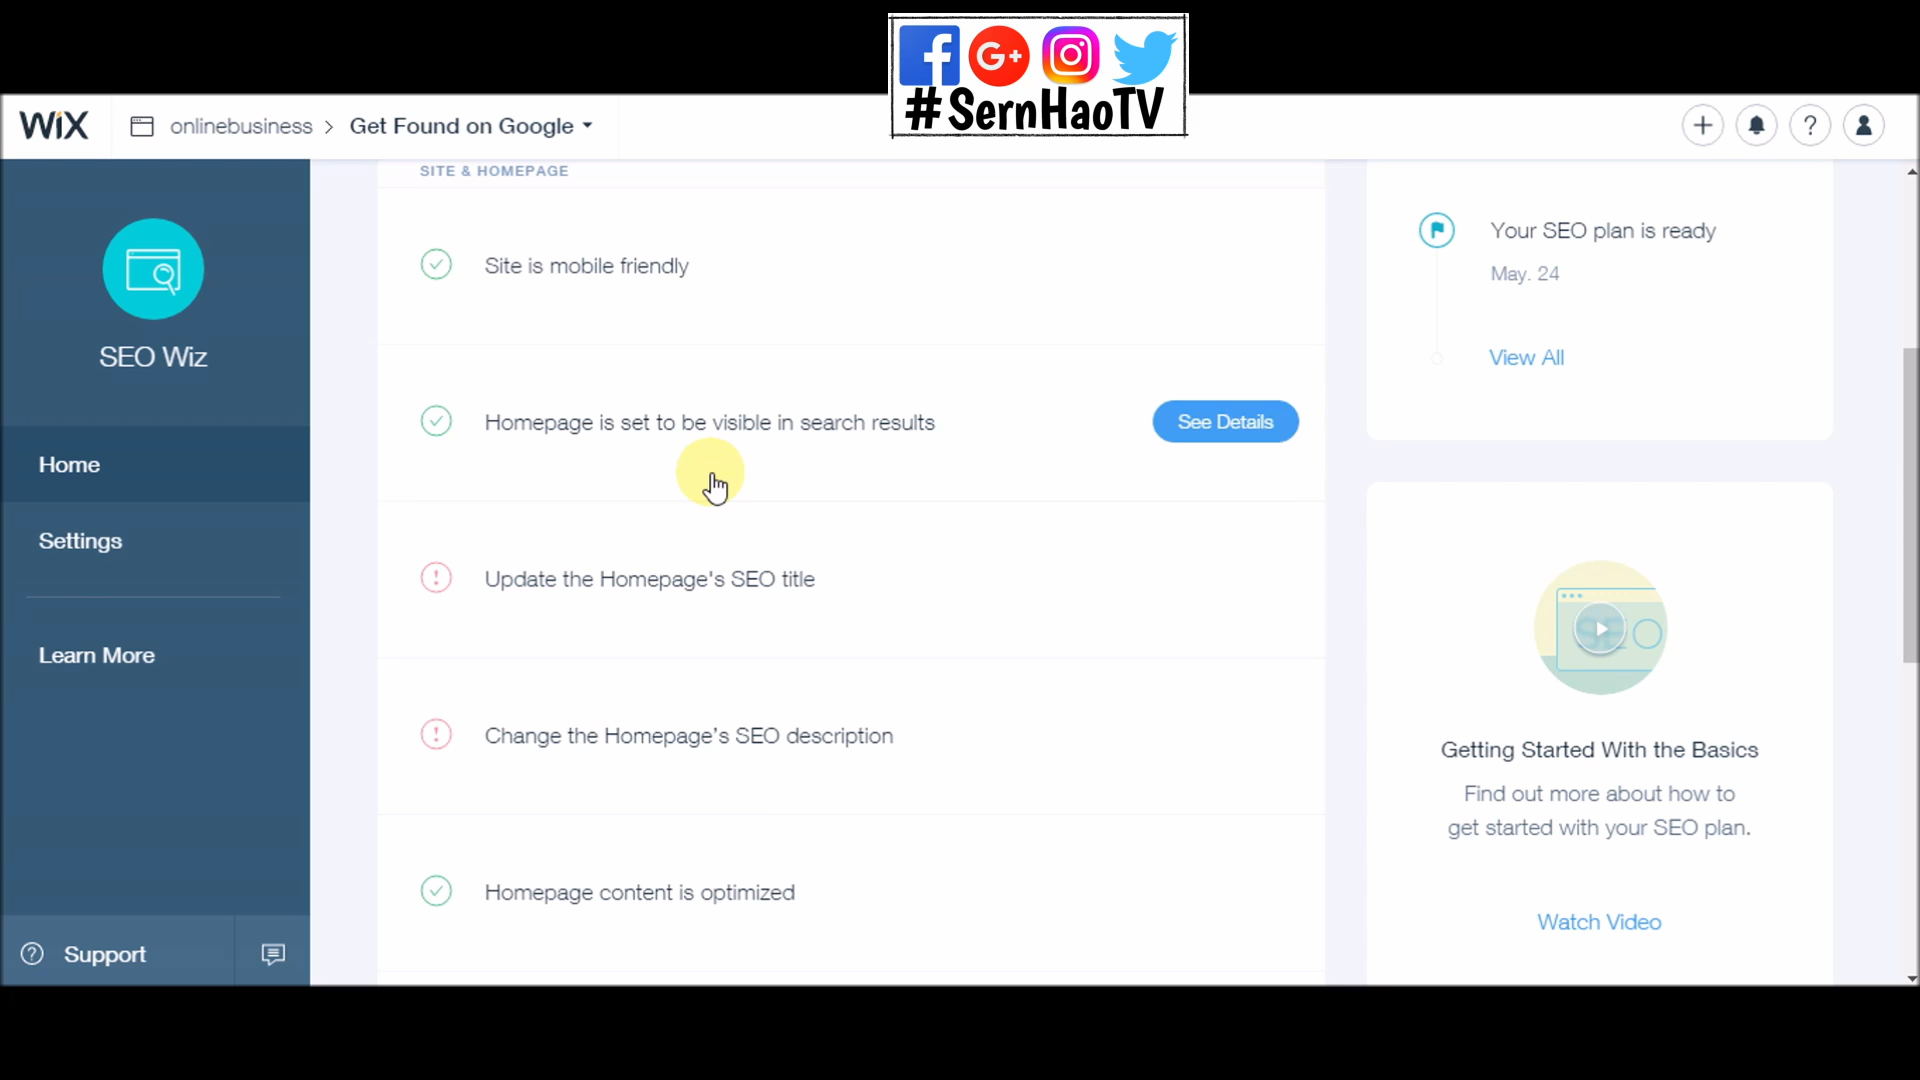 #SernHaoTV
WiX
onlinebusiness > Get Found on Google
SEO Wiz
Home
Settings
Learn More
Support
SITE & HOMEPAGE
Site is mobile friendly
Homepage is set to be visible in search results
See Details
Update the Homepage's SEO title
Change the Homepage's SEO description
Homepage content is optimized
Your SEO plan is ready
May. 24
View All
SEO
Getting Started With the Basics
Find out more about how to
get started with your SEO plan.
Watch Video